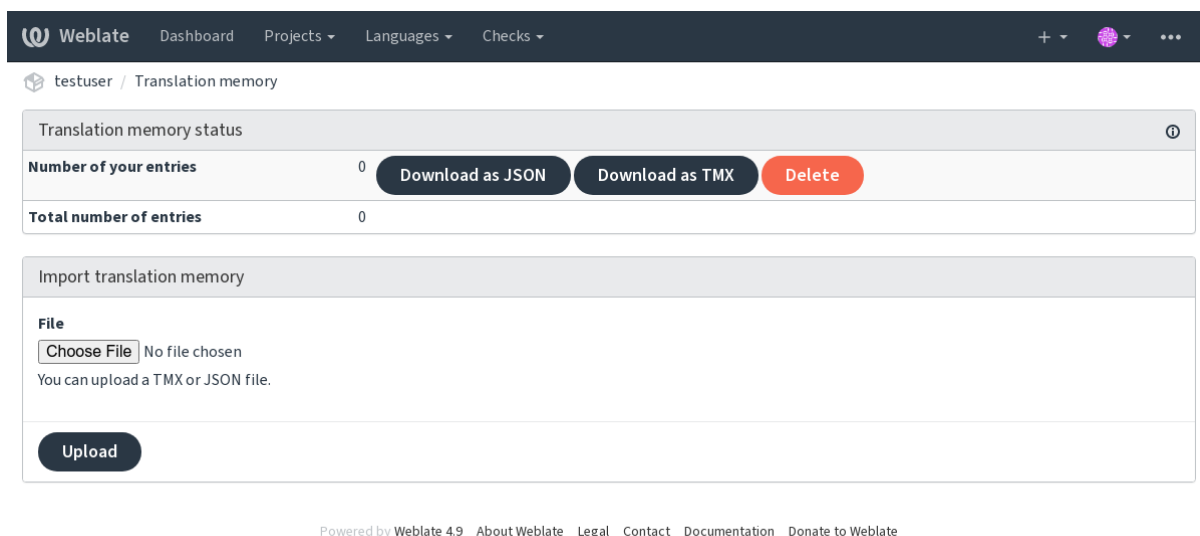 Weblate Dashboard Projects Languages Checks
testuser / Translation memory
Translation memory status
Number of your entries 0 Download as JSON Download as TMX Delete
Total number of entries 0
Import translation memory
File
Choose File No file chosen
You can upload a TMX or JSON file.
Upload
Powered by Weblate 4.9 About Weblate Legal Contact Documentation Donate to Weblate